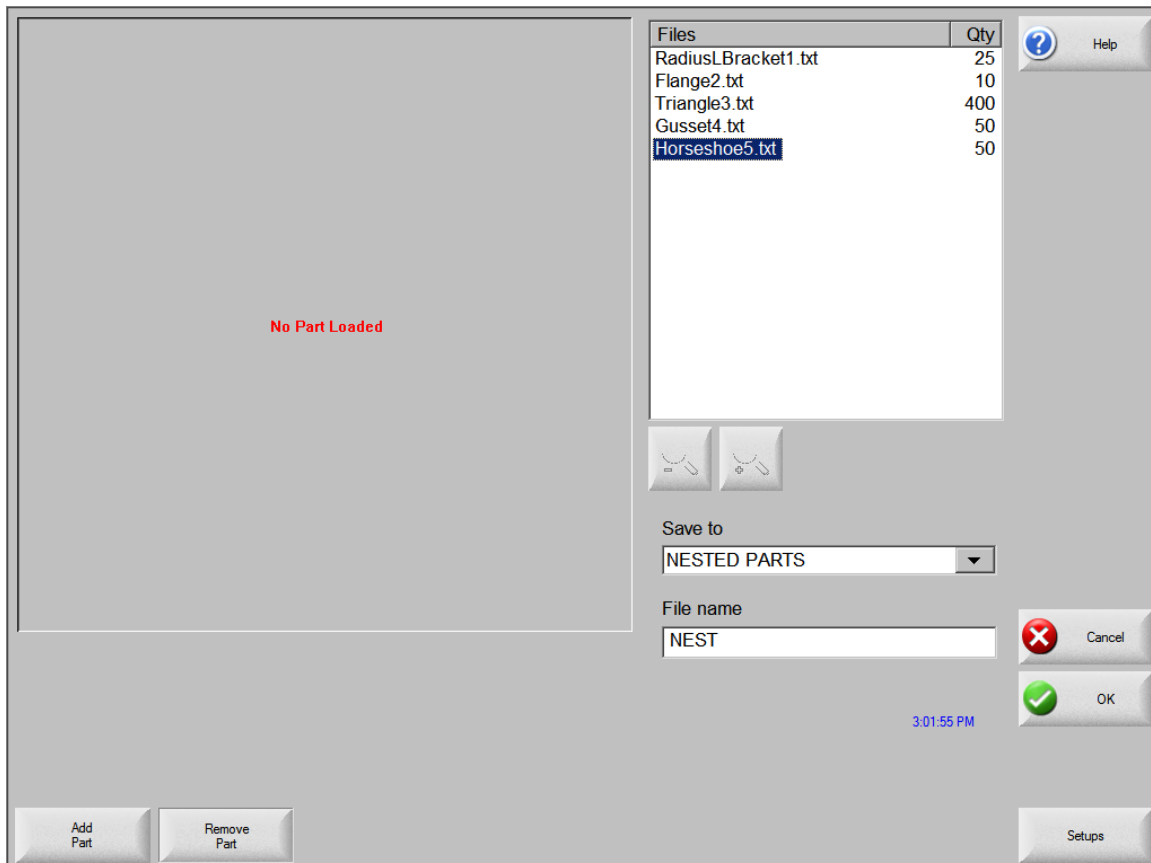 Files Qty
RadiusLBracket1.txt 25
Flange2.txt 10
Triangle3.txt 400
Gusset4.txt 50
Horseshoe5.txt 50
Help
No Part Loaded
Save to
NESTED PARTS
File name
NEST
Cancel
OK
3:01:55 PM
Add
Part
Remove
Part
Setups